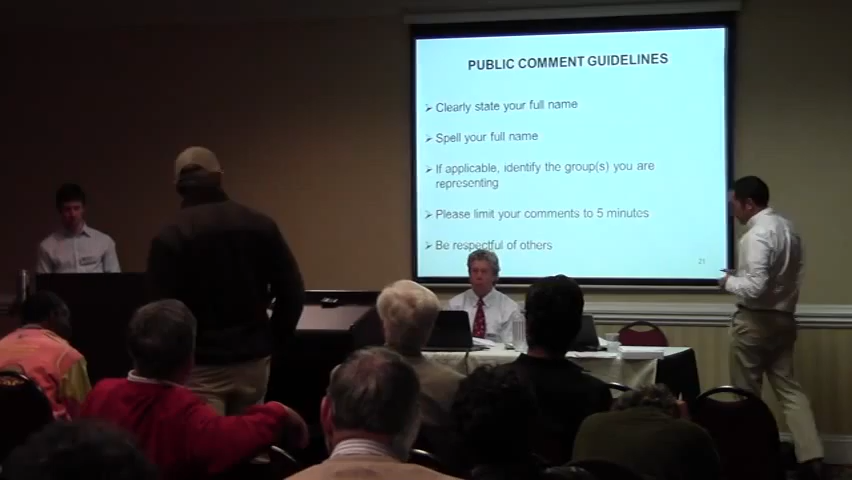 PUBLIC COMMENT GUIDELINES
➢ Clearly state your full name
➢ Spell your full name
➢ If applicable, identify the group(s) you are
representing
➢ Please limit your comments to 5 minutes
➢ Be respectful of others
21